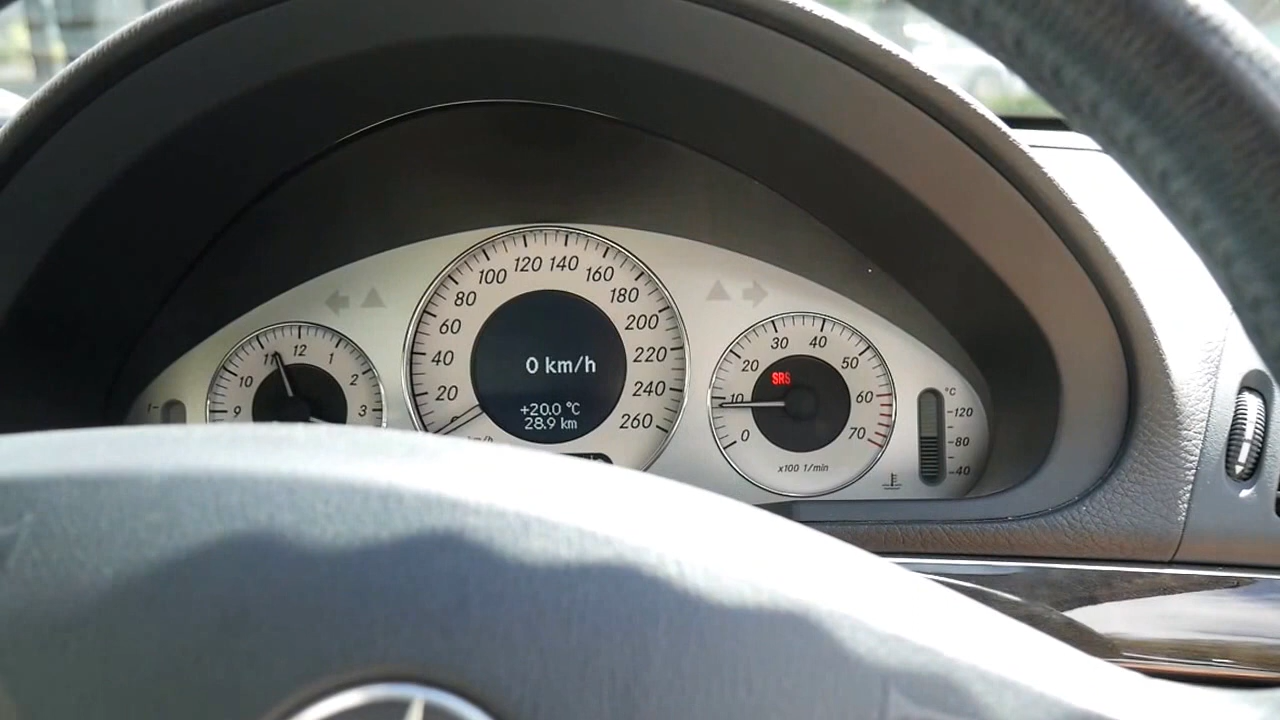 11 12 1
10 2
9 3
1
20 40 60 80 100 120 140 160 180 200 220 240 260
0 km/h
+20.0 °C
28.9 km
0 10 20 30 40 50 60 70
SRS
x100 1/min
°C
120
80
40